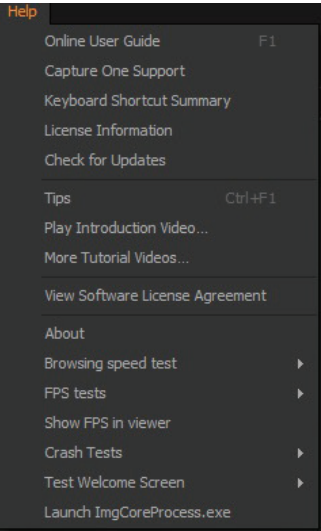 Help
Online User Guide F1
Capture One Support
Keyboard Shortcut Summary
License Information
Check for Updates
Tips Ctrl+F1
Play Introduction Video...
More Tutorial Videos...
View Software License Agreement
About
Browsing speed test
FPS tests
Show FPS in viewer
Crash Tests
Test Welcome Screen
Launch ImgCoreProcess.exe